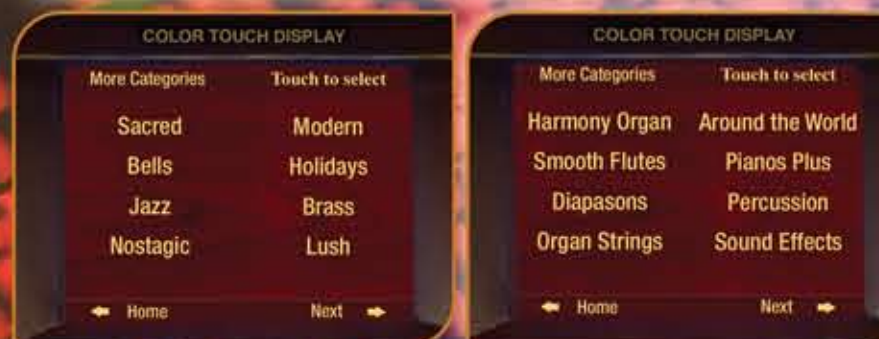 COLOR TOUCH DISPLAY
More Categories Touch to select
Sacred Modern
Bells Holidays
Jazz Brass
Nostagic Lush
Home Next
COLOR TOUCH DISPLAY
More Categories Touch to select
Harmony Organ Around the World
Smooth Flutes Pianos Plus
Diapasons Percussion
Organ Strings Sound Effects
Home Next